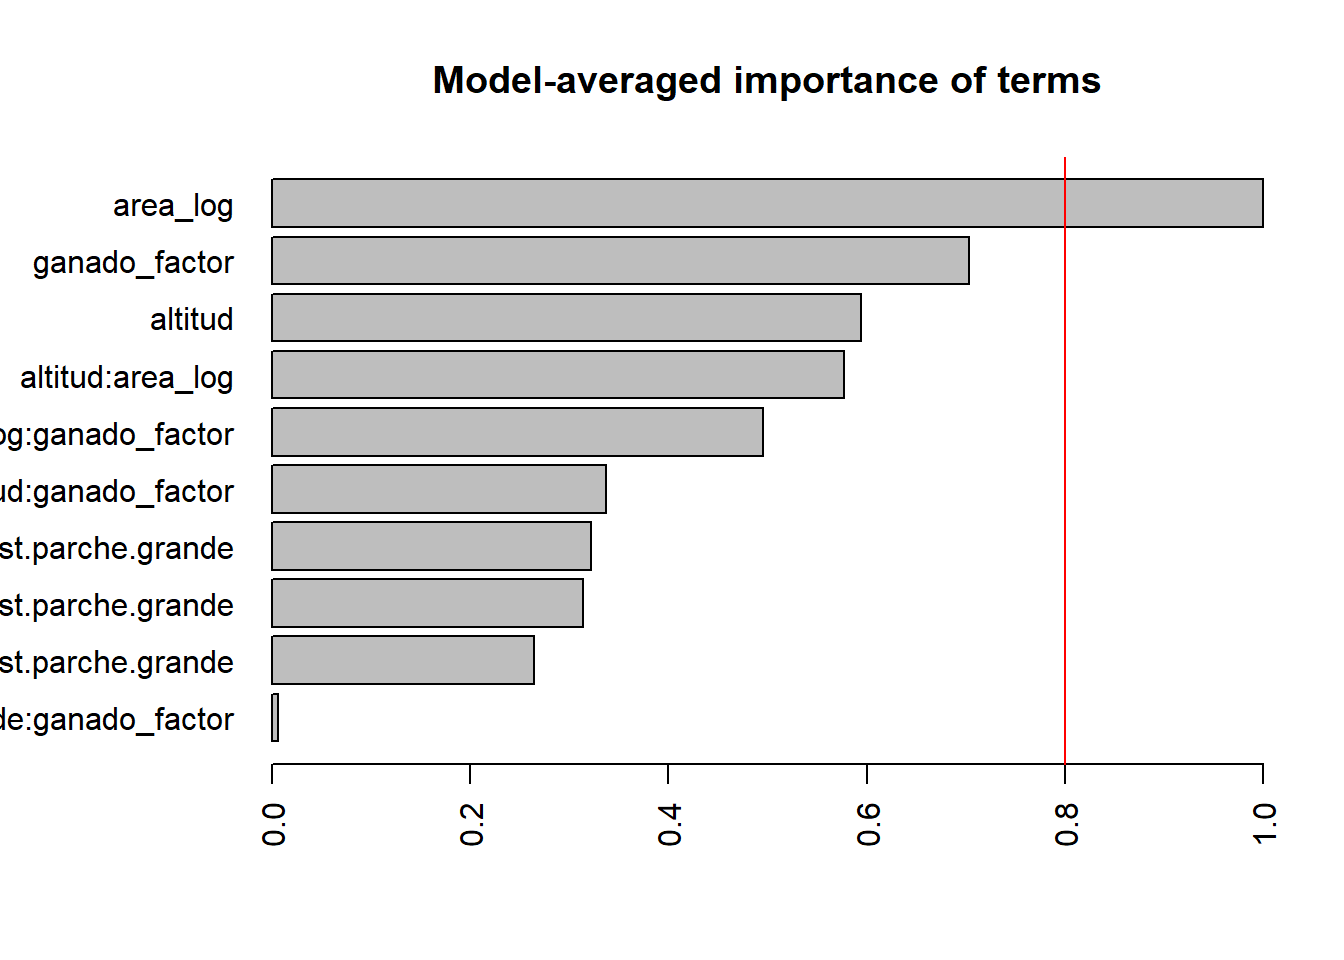 Model-averaged importance of terms
area_log
ganado_factor
altitud
altitud:area_log
og:ganado_factor
ud:ganado_factor
st.parche.grande
st.parche.grande
st.parche.grande
de:ganado_factor
0.0 0.2 0.4 0.6 0.8 1.0